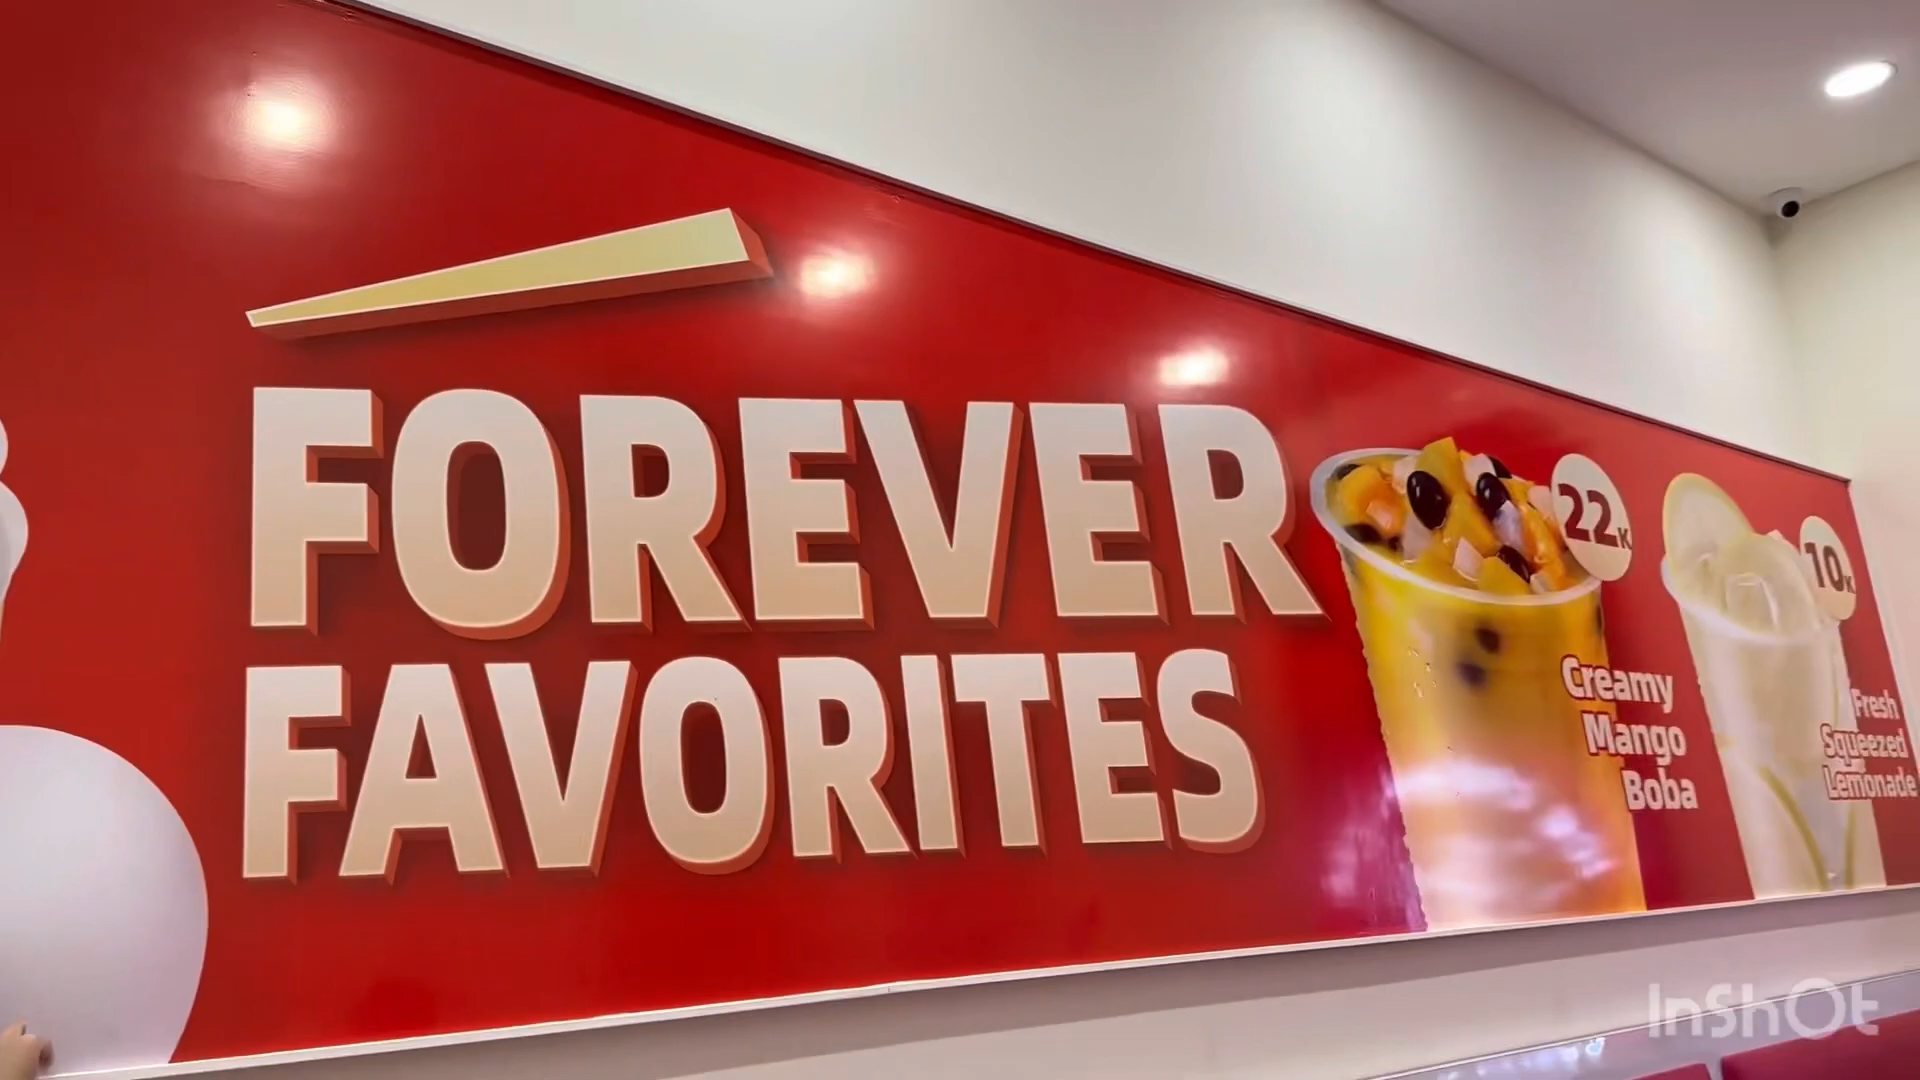 FOREVER
FAVORITES
22K
Creamy
Mango
Boba
10K
Fresh
Squeezed
Lemonade
InShOt